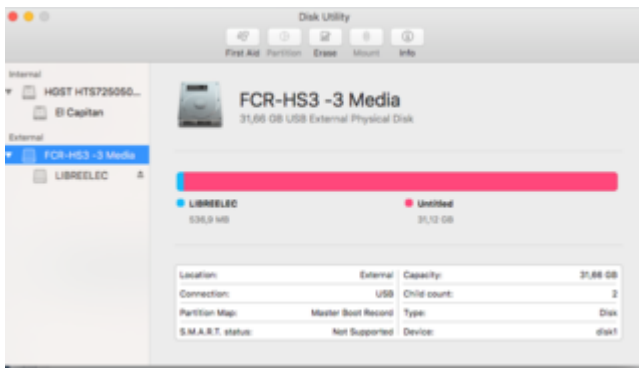 Disk Utility
First Aid Partition Erase Mount Info
Internal
HGST HTS725050...
El Capitan
External
FCR-HS3 -3 Media
LIBREELEC
FCR-HS3 -3 Media
31,66 GB USB External Physical Disk
LIBREELEC
536,9 MB
Untitled
31,12 GB
Location: External
Capacity: 31,66 GB
Connection: USB
Child count: 2
Partition Map: Master Boot Record
Type: Disk
S.M.A.R.T. status: Not Supported
Device: disk1